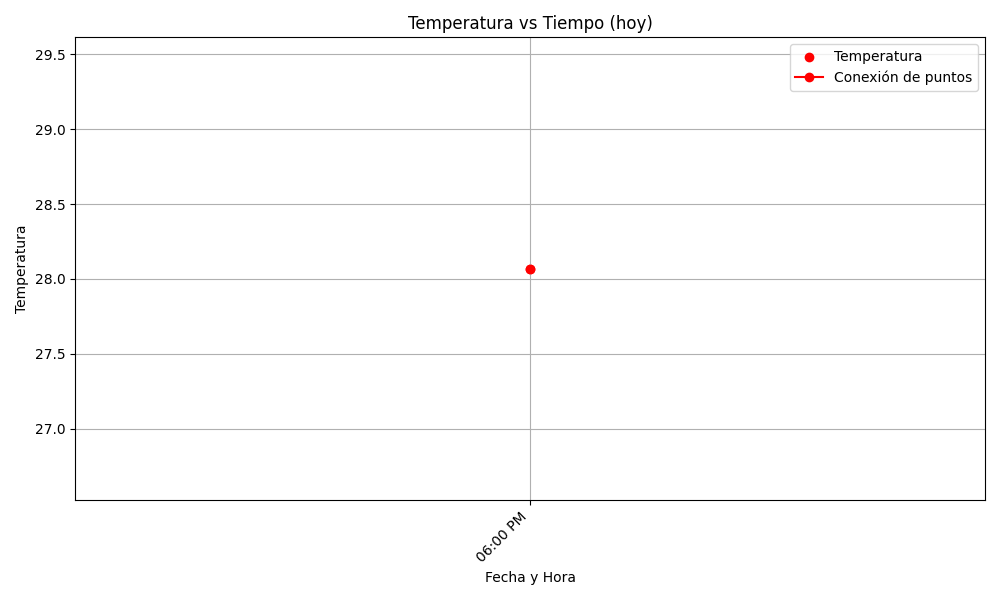 Temperatura vs Tiempo (hoy)
Temperatura
Conexión de puntos
29.5
29.0
28.5
28.0
27.5
27.0
Temperatura
06:00 PM
Fecha y Hora